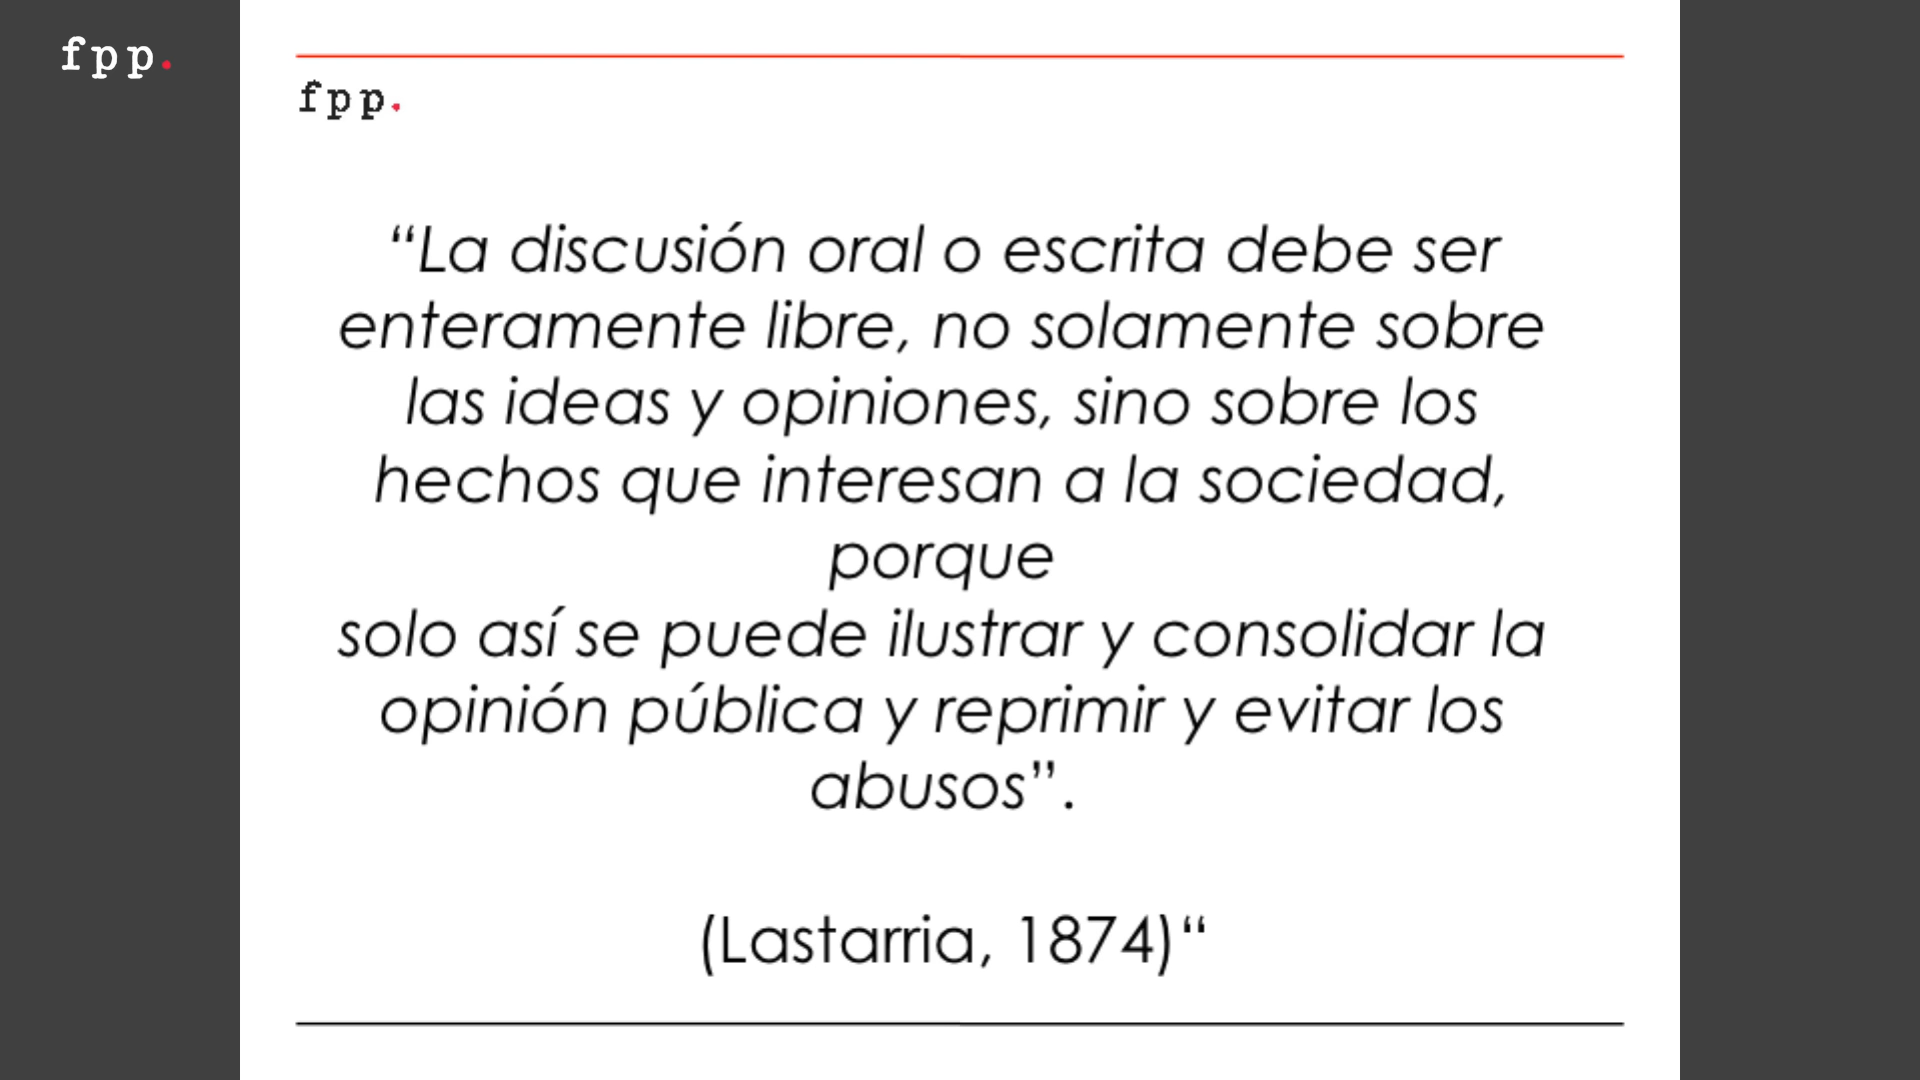 fpp.
fpp.
“La discusión oral o escrita debe ser
enteramente libre, no solamente sobre
las ideas y opiniones, sino sobre los
hechos que interesan a la sociedad,
porque
solo así se puede ilustrar y consolidar la
opinión pública y reprimir y evitar los
abusos”.
(Lastarria, 1874)“